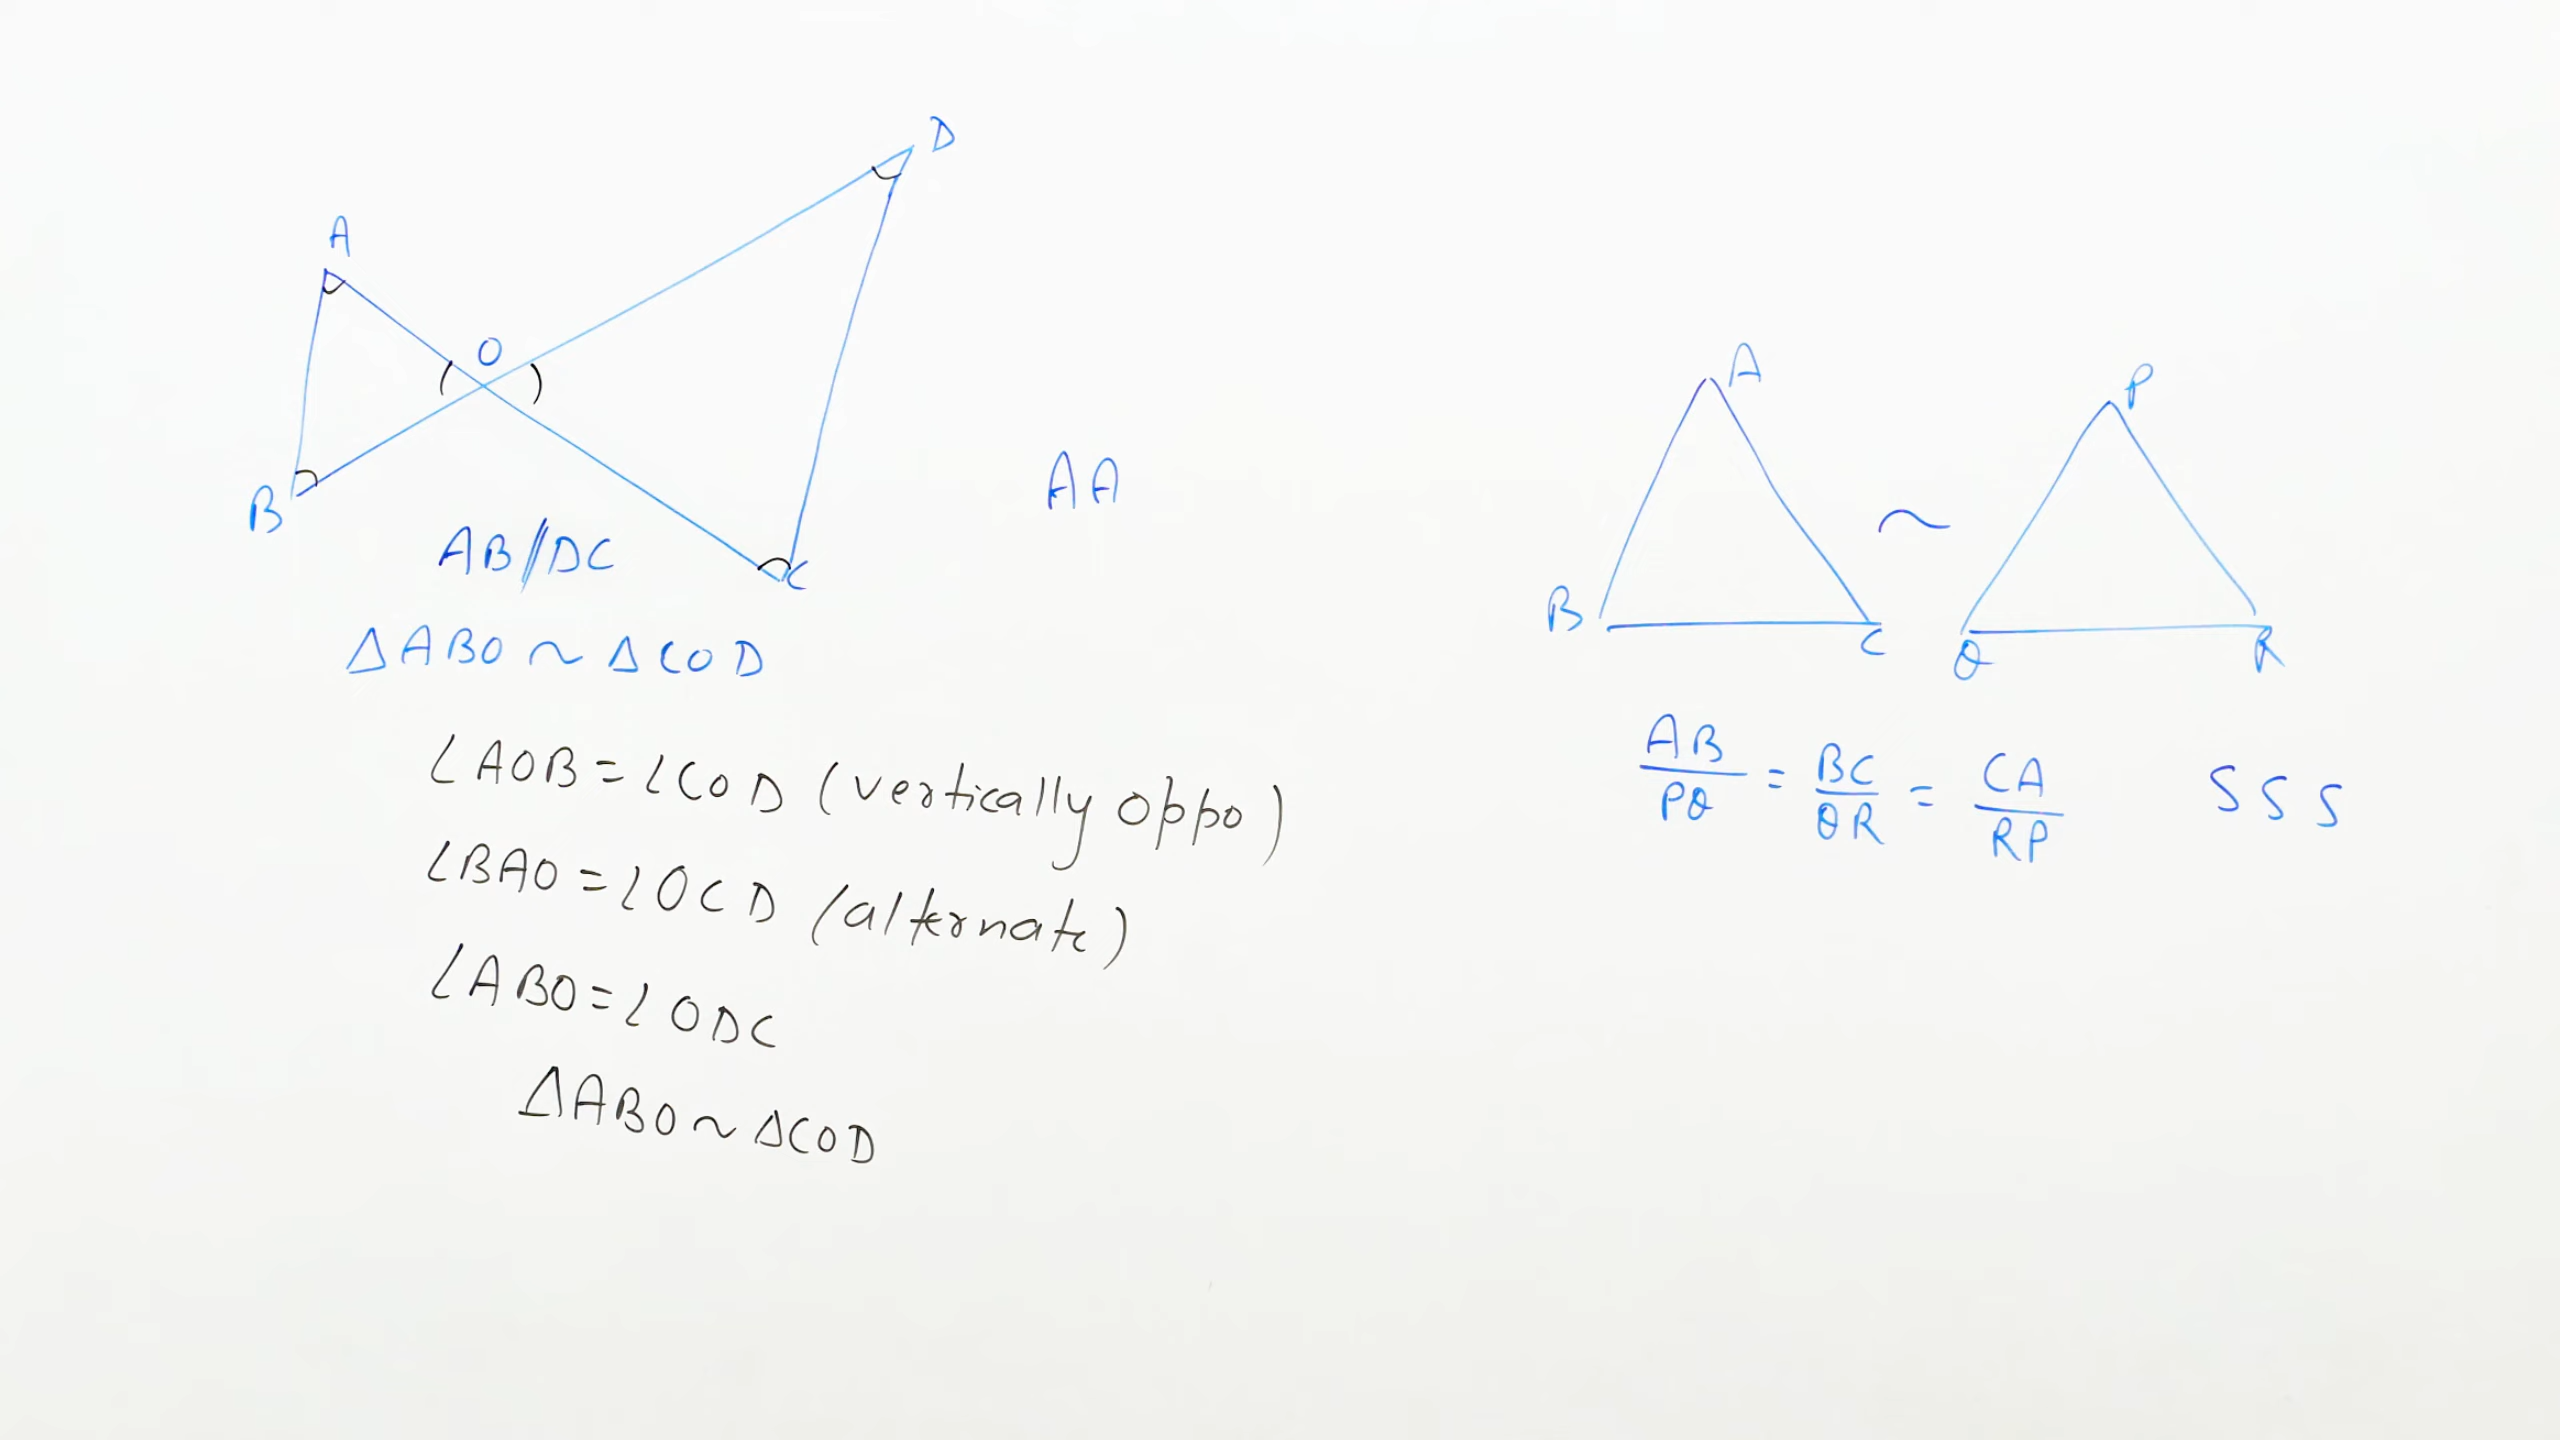 D
A
O
B
C
AB//DC
AA
ΔABO ~ ΔCOD
∠AOB = ∠COD (vertically oppo)
∠BAO = ∠OCD (alternate)
∠ABO = ∠ODC
ΔABO ~ ΔCOD
A
P
~
B
C
Q
R
AB/PQ = BC/QR = CA/RP SSS